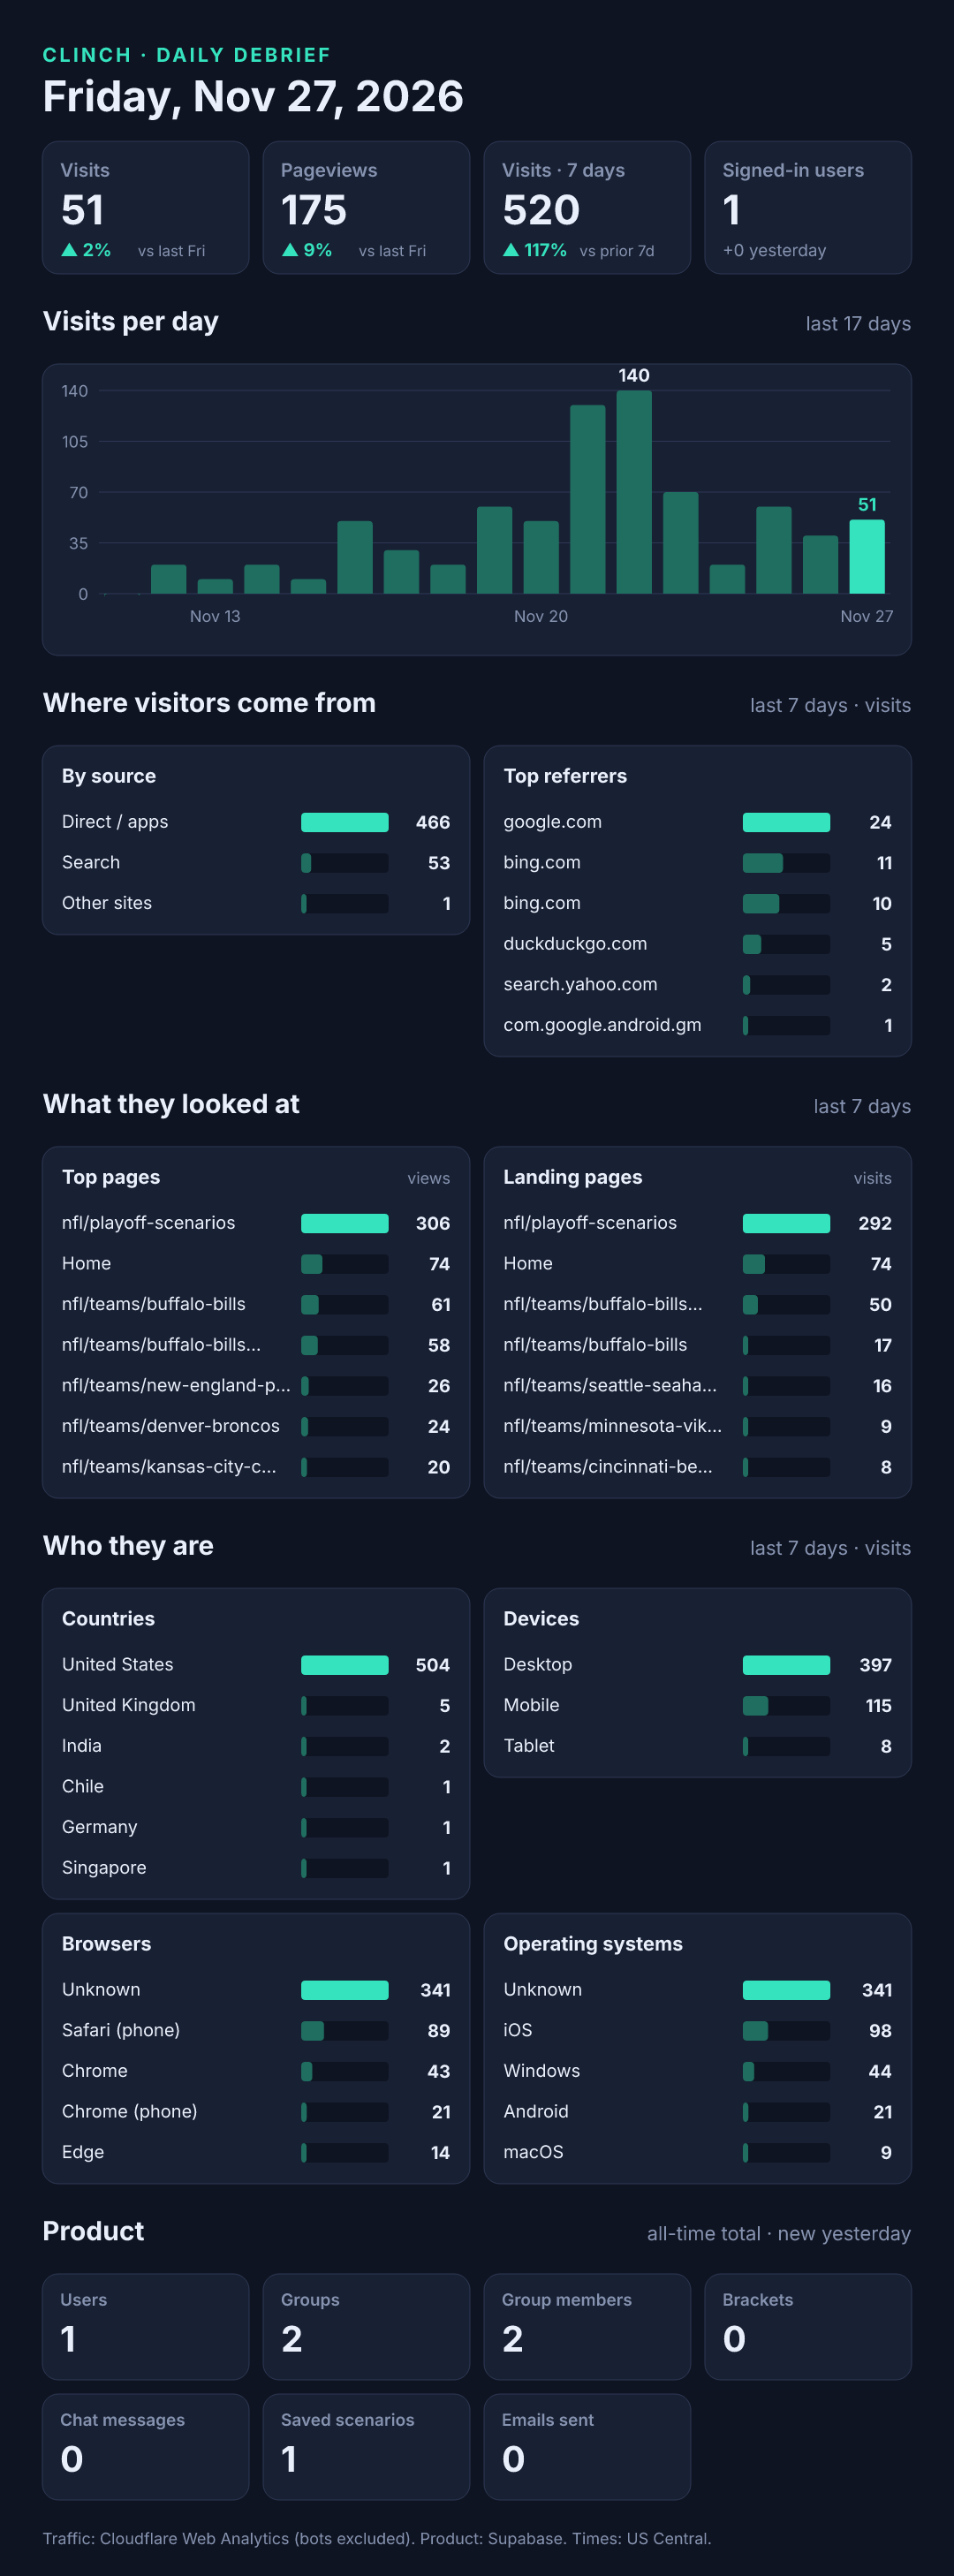 CLINCH · DAILY DEBRIEF
Friday, Nov 27, 2026
Visits
51
▲ 2% vs last Fri
Pageviews
175
▲ 9% vs last Fri
Visits · 7 days
520
▲ 117% vs prior 7d
Signed-in users
1
+0 yesterday
Visits per day
last 17 days
140
105
70
35
0
140
51
Nov 13
Nov 20
Nov 27
Where visitors come from
last 7 days · visits
By source
Direct / apps 466
Search 53
Other sites 1
Top referrers
google.com 24
bing.com 11
bing.com 10
duckduckgo.com 5
search.yahoo.com 2
com.google.android.gm 1
What they looked at
last 7 days
Top pages views
nfl/playoff-scenarios 306
Home 74
nfl/teams/buffalo-bills 61
nfl/teams/buffalo-bills... 58
nfl/teams/new-england-p... 26
nfl/teams/denver-broncos 24
nfl/teams/kansas-city-c... 20
Landing pages visits
nfl/playoff-scenarios 292
Home 74
nfl/teams/buffalo-bills... 50
nfl/teams/buffalo-bills 17
nfl/teams/seattle-seaha... 16
nfl/teams/minnesota-vik... 9
nfl/teams/cincinnati-be... 8
Who they are
last 7 days · visits
Countries
United States 504
United Kingdom 5
India 2
Chile 1
Germany 1
Singapore 1
Devices
Desktop 397
Mobile 115
Tablet 8
Browsers
Unknown 341
Safari (phone) 89
Chrome 43
Chrome (phone) 21
Edge 14
Operating systems
Unknown 341
iOS 98
Windows 44
Android 21
macOS 9
Product
all-time total · new yesterday
Users
1
Groups
2
Group members
2
Brackets
0
Chat messages
0
Saved scenarios
1
Emails sent
0
Traffic: Cloudflare Web Analytics (bots excluded). Product: Supabase. Times: US Central.